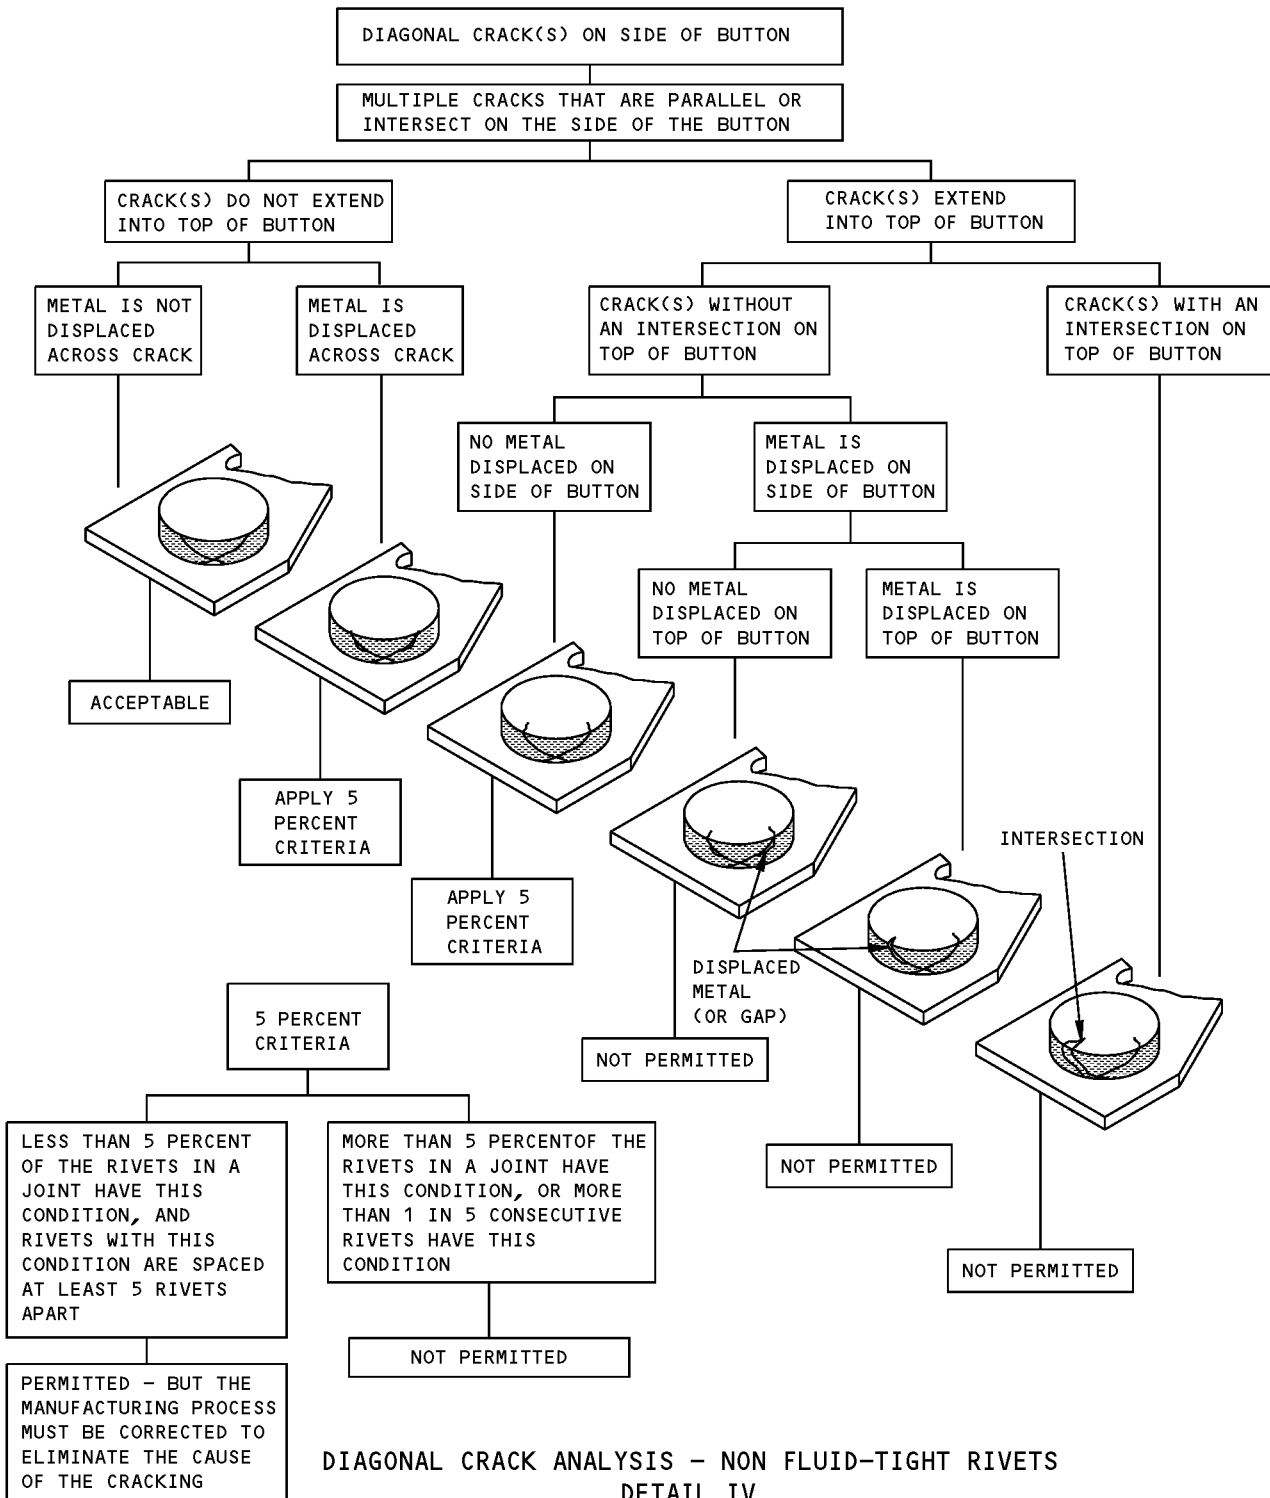 DIAGONAL CRACK(S) ON SIDE OF BUTTON
MULTIPLE CRACKS THAT ARE PARALLEL OR
INTERSECT ON THE SIDE OF THE BUTTON
CRACK(S) DO NOT EXTEND
INTO TOP OF BUTTON
CRACK(S) EXTEND
INTO TOP OF BUTTON
METAL IS NOT
DISPLACED
ACROSS CRACK
METAL IS
DISPLACED
ACROSS CRACK
CRACK(S) WITHOUT
AN INTERSECTION ON
TOP OF BUTTON
CRACK(S) WITH AN
INTERSECTION ON
TOP OF BUTTON
NO METAL
DISPLACED ON
SIDE OF BUTTON
METAL IS
DISPLACED ON
SIDE OF BUTTON
NO METAL
DISPLACED ON
TOP OF BUTTON
METAL IS
DISPLACED ON
TOP OF BUTTON
ACCEPTABLE
APPLY 5
PERCENT
CRITERIA
APPLY 5
PERCENT
CRITERIA
INTERSECTION
DISPLACED
METAL
(OR GAP)
NOT PERMITTED
NOT PERMITTED
NOT PERMITTED
5 PERCENT
CRITERIA
LESS THAN 5 PERCENT
OF THE RIVETS IN A
JOINT HAVE THIS
CONDITION, AND
RIVETS WITH THIS
CONDITION ARE SPACED
AT LEAST 5 RIVETS
APART
MORE THAN 5 PERCENTOF THE
RIVETS IN A JOINT HAVE
THIS CONDITION, OR MORE
THAN 1 IN 5 CONSECUTIVE
RIVETS HAVE THIS
CONDITION
NOT PERMITTED
PERMITTED – BUT THE
MANUFACTURING PROCESS
MUST BE CORRECTED TO
ELIMINATE THE CAUSE
OF THE CRACKING
DIAGONAL CRACK ANALYSIS – NON FLUID–TIGHT RIVETS
DETAIL IV